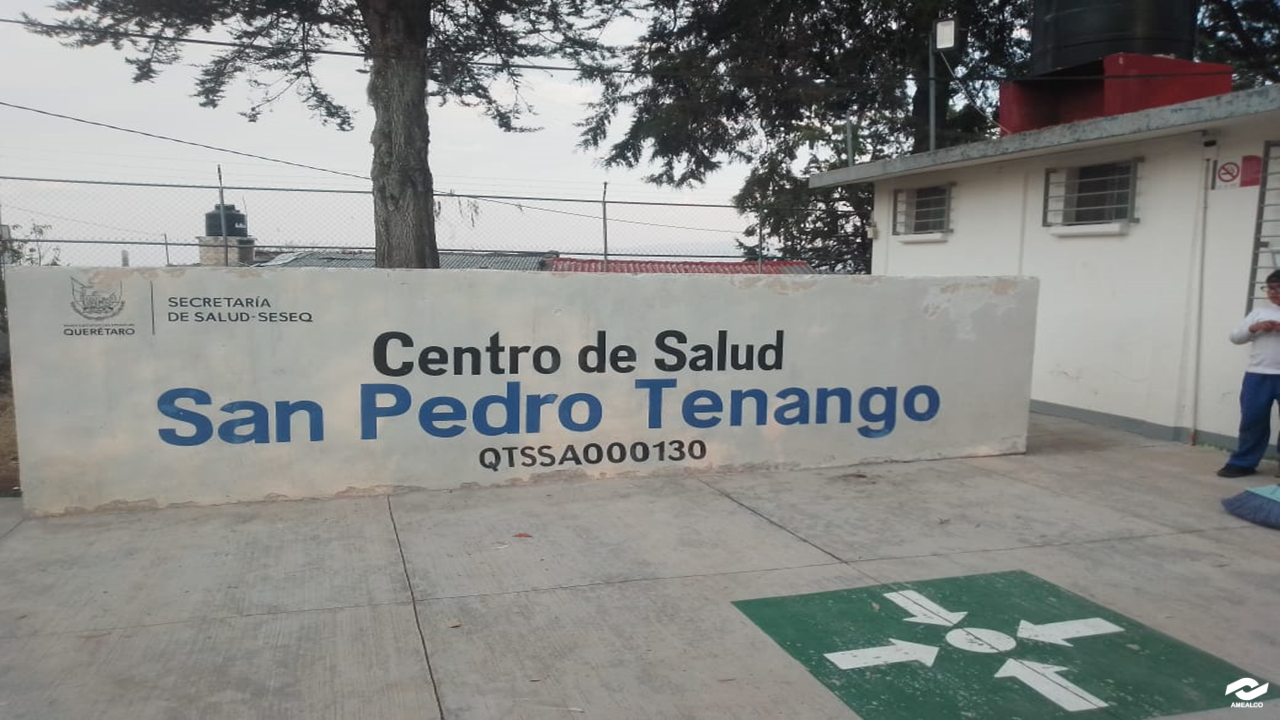 SECRETARÍA
DE SALUD-SESEQ
QUERÉTARO
Centro de Salud
San Pedro Tenango
QTSSA000130
AMEALCO